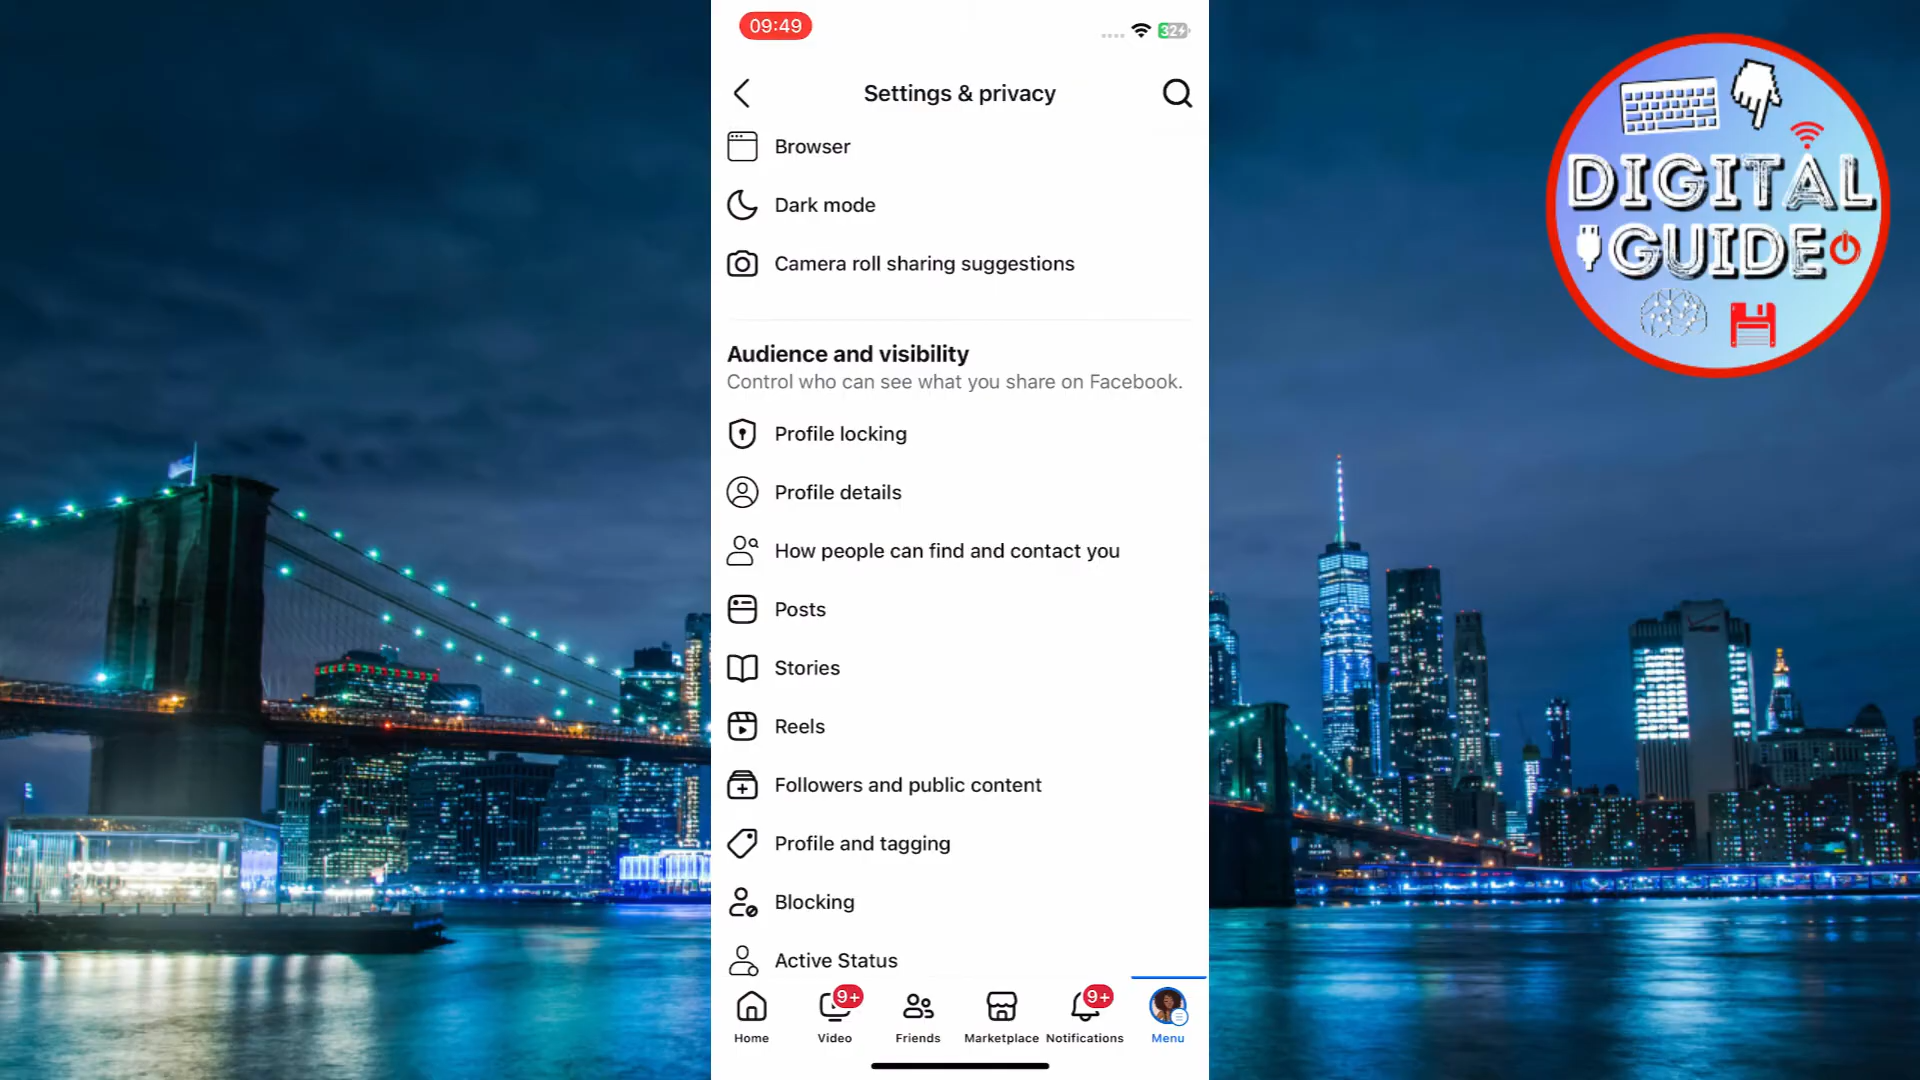 09:49
32
Settings & privacy
Browser
Dark mode
Camera roll sharing suggestions
Audience and visibility
Control who can see what you share on Facebook.
Profile locking
Profile details
How people can find and contact you
Posts
Stories
Reels
Followers and public content
Profile and tagging
Blocking
Active Status
9+
9+
Home
Video
Friends
Marketplace
Notifications
Menu
DIGITAL
GUIDE